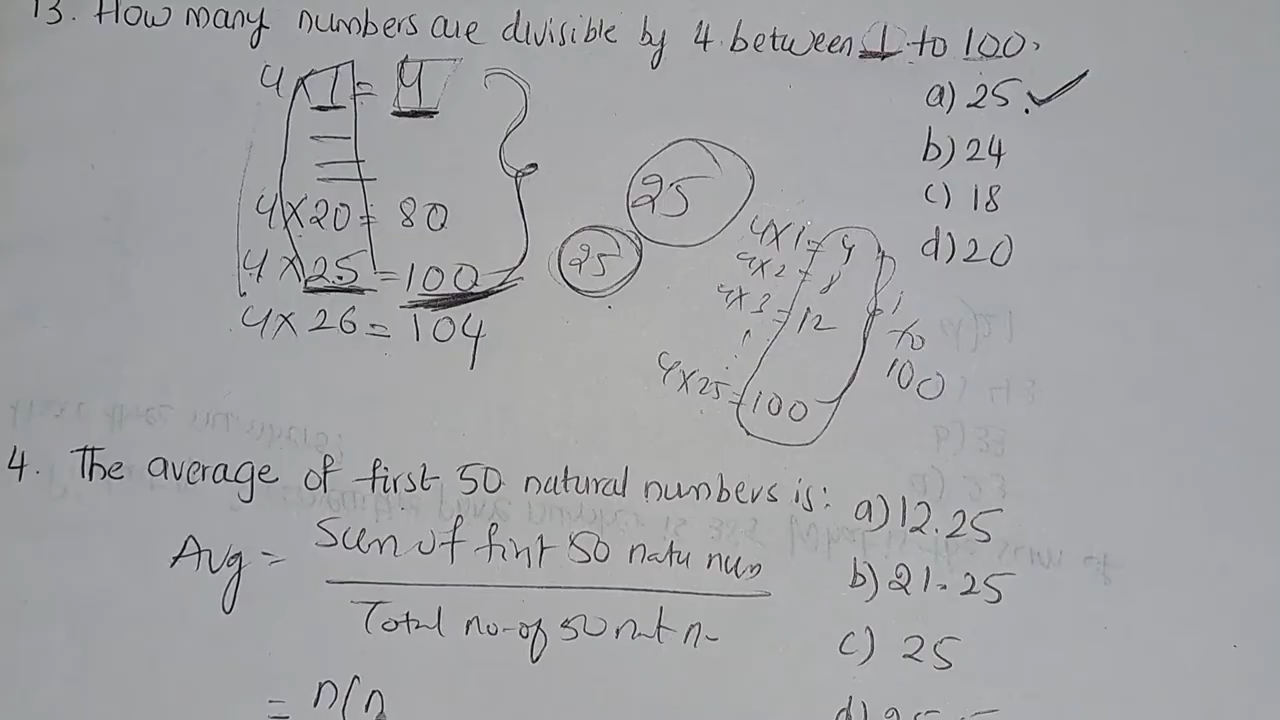 13. How many numbers are divisible by 4 between 1 to 100.
4 × 1 = 4
a) 25 ✓
b) 24
c) 18
d) 20
4 × 20 = 80
4 × 25 = 100
4 × 26 = 104
25
25
4×1 = 4
4×2 = 8
4×3 = 12
4×25 = 100
1
to
100
4. The average of first 50 natural numbers is:
a) 12.25
b) 21.25
c) 25
Avg = Sum of first 50 natu num
Total no. of 50 nat n
= n(n